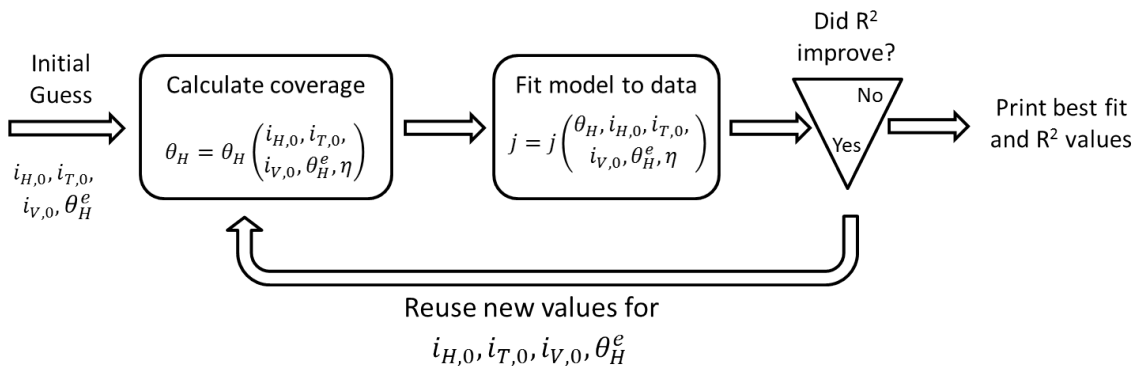 Initial
Guess
i_{H,0}, i_{T,0},
i_{V,0}, θ_H^e
Calculate coverage
θ_H = θ_H(i_{H,0}, i_{T,0},
i_{V,0}, θ_H^e, η)
Fit model to data
j = j(θ_H, i_{H,0}, i_{T,0},
i_{V,0}, θ_H^e, η)
Did R²
improve?
No
Yes
Print best fit
and R² values
Reuse new values for
i_{H,0}, i_{T,0}, i_{V,0}, θ_H^e